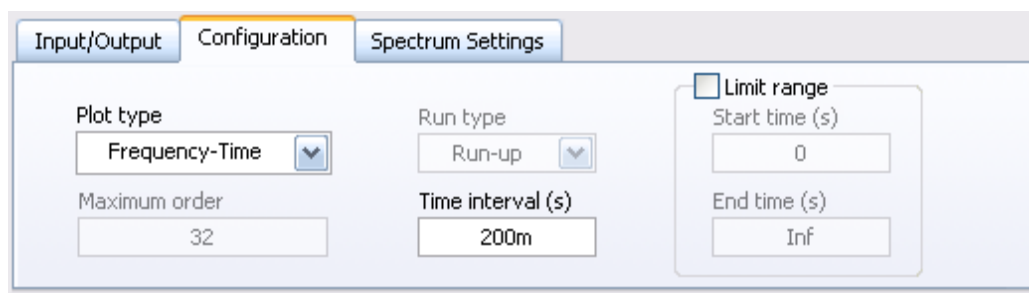 Input/Output Configuration Spectrum Settings
Limit range
Plot type Run type Start time (s)
Frequency-Time Run-up 0
Maximum order Time interval (s) End time (s)
32 200m Inf